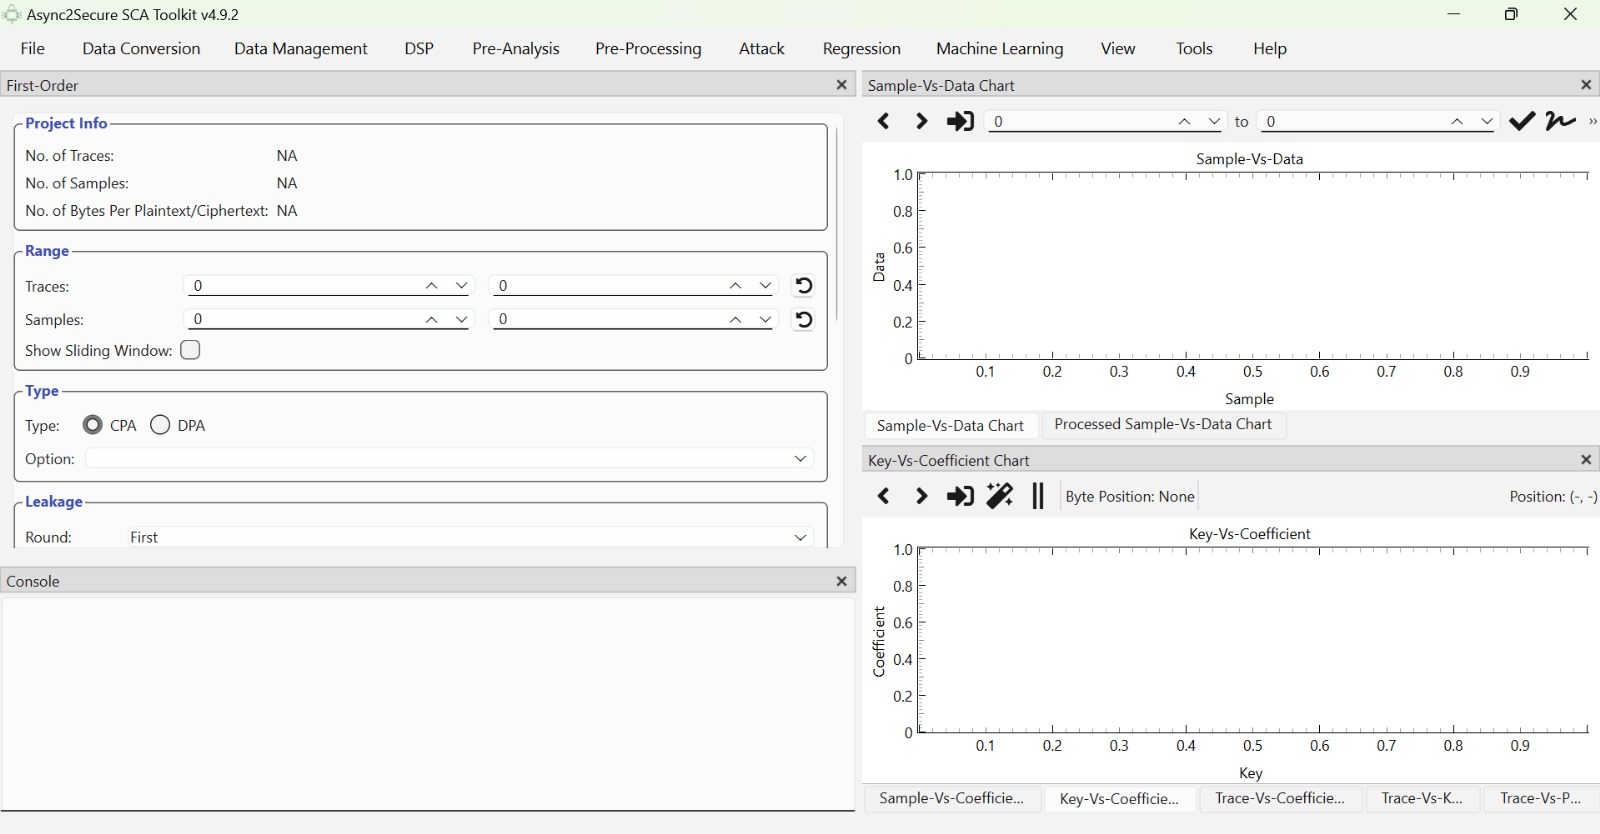 Async2Secure SCA Toolkit v4.9.2
File Data Conversion Data Management DSP Pre-Analysis Pre-Processing Attack Regression Machine Learning View Tools Help
First-Order
Project Info
No. of Traces: NA
No. of Samples: NA
No. of Bytes Per Plaintext/Ciphertext: NA
Range
Traces: 0 0
Samples: 0 0
Show Sliding Window:
Type
Type: CPA DPA
Option:
Leakage
Round: First
Console
Sample-Vs-Data Chart
0 to 0 »
Sample-Vs-Data
1.0
0.8
0.6
Data
0.4
0.2
0
0.1 0.2 0.3 0.4 0.5 0.6 0.7 0.8 0.9
Sample
Sample-Vs-Data Chart Processed Sample-Vs-Data Chart
Key-Vs-Coefficient Chart
Byte Position: None Position: (-, -)
Key-Vs-Coefficient
1.0
0.8
0.6
Coefficient
0.4
0.2
0
0.1 0.2 0.3 0.4 0.5 0.6 0.7 0.8 0.9
Key
Sample-Vs-Coefficie... Key-Vs-Coefficie... Trace-Vs-Coefficie... Trace-Vs-K... Trace-Vs-P...